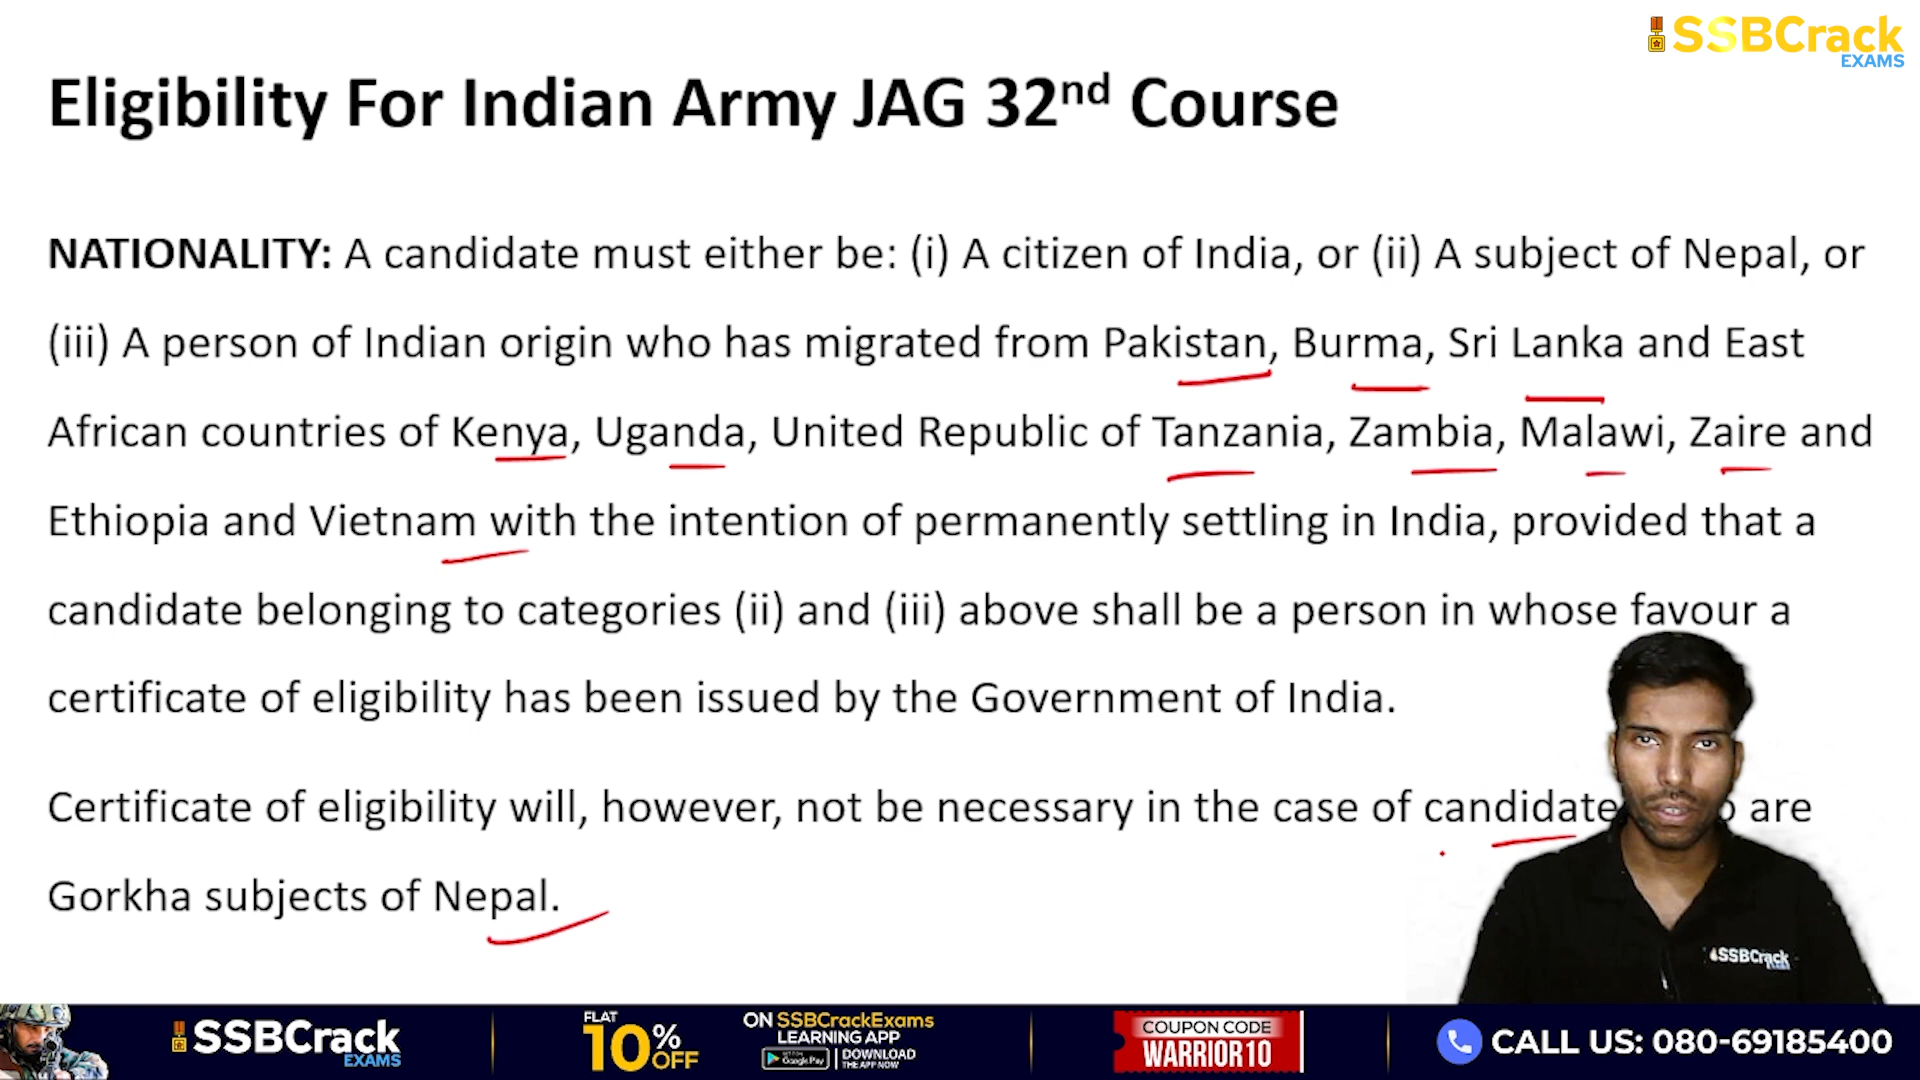 SSBCrack
EXAMS
Eligibility For Indian Army JAG 32nd Course
NATIONALITY: A candidate must either be: (i) A citizen of India, or (ii) A subject of Nepal, or
(iii) A person of Indian origin who has migrated from Pakistan, Burma, Sri Lanka and East
African countries of Kenya, Uganda, United Republic of Tanzania, Zambia, Malawi, Zaire and
Ethiopia and Vietnam with the intention of permanently settling in India, provided that a
candidate belonging to categories (ii) and (iii) above shall be a person in whose favour a
certificate of eligibility has been issued by the Government of India.
Certificate of eligibility will, however, not be necessary in the case of candidate are
Gorkha subjects of Nepal.
SSBCrack
EXAMS
SSBCrack
EXAMS
FLAT
10% OFF
ON SSBCrackExams
LEARNING APP
Google Play
DOWNLOAD
THE APP NOW
COUPON CODE
WARRIOR10
CALL US: 080-69185400